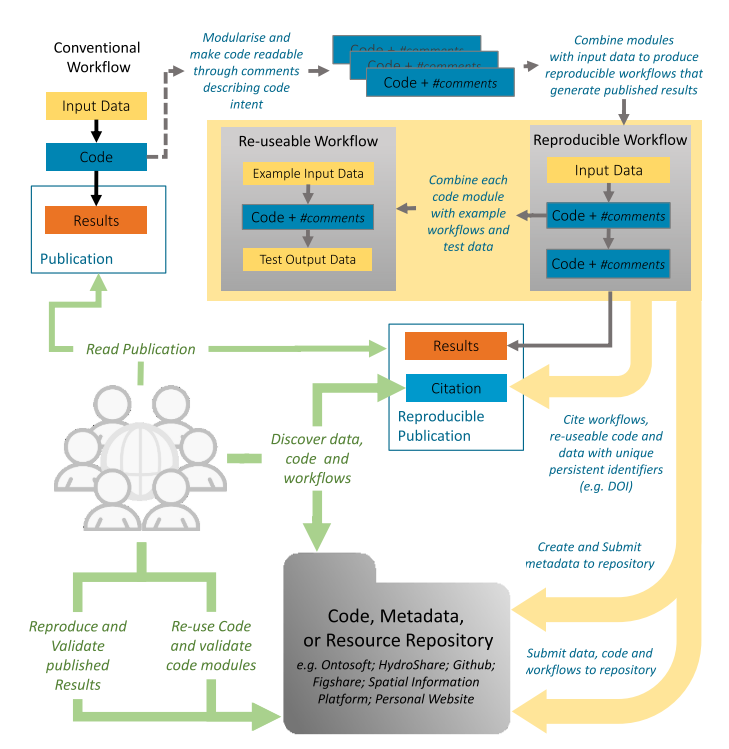 Conventional
Workflow
Input Data
Code
Results
Publication
Modularise and
make code readable
through comments
describing code
intent
Code + #comments
Code + #comments
Code + #comments
Combine modules
with input data to produce
reproducible workflows that
generate published results
Re-useable Workflow
Example Input Data
Code + #comments
Test Output Data
Combine each
code module
with example
workflows and
test data
Reproducible Workflow
Input Data
Code + #comments
Code + #comments
Read Publication
Results
Citation
Reproducible
Publication
Discover data,
code and
workflows
Cite workflows,
re-useable code and
data with unique
persistent identifiers
(e.g. DOI)
Create and Submit
metadata to repository
Submit data, code and
workflows to repository
Reproduce and
Validate
published
Results
Re-use Code
and validate
code modules
Code, Metadata,
or Resource Repository
e.g. Ontosoft; HydroShare; Github;
Figshare; Spatial Information
Platform; Personal Website